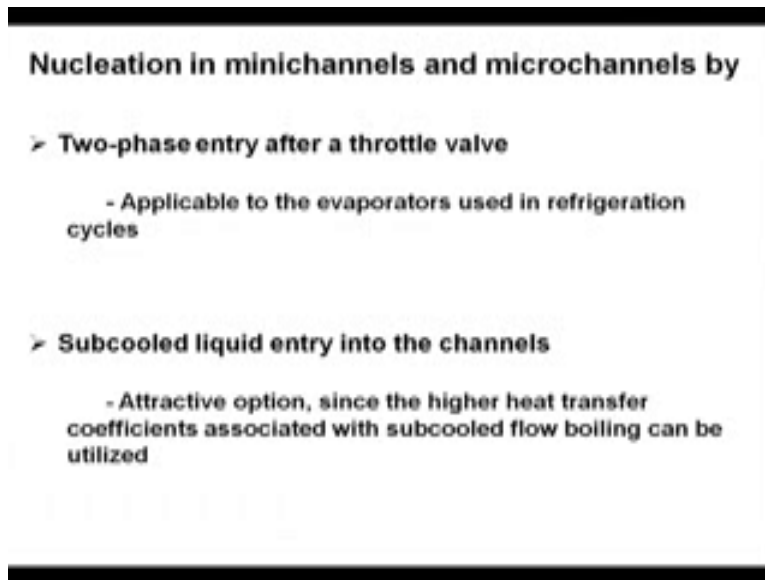 Nucleation in minichannels and microchannels by
➢ Two-phase entry after a throttle valve
- Applicable to the evaporators used in refrigeration
cycles
➢ Subcooled liquid entry into the channels
- Attractive option, since the higher heat transfer
coefficients associated with subcooled flow boiling can be
utilized